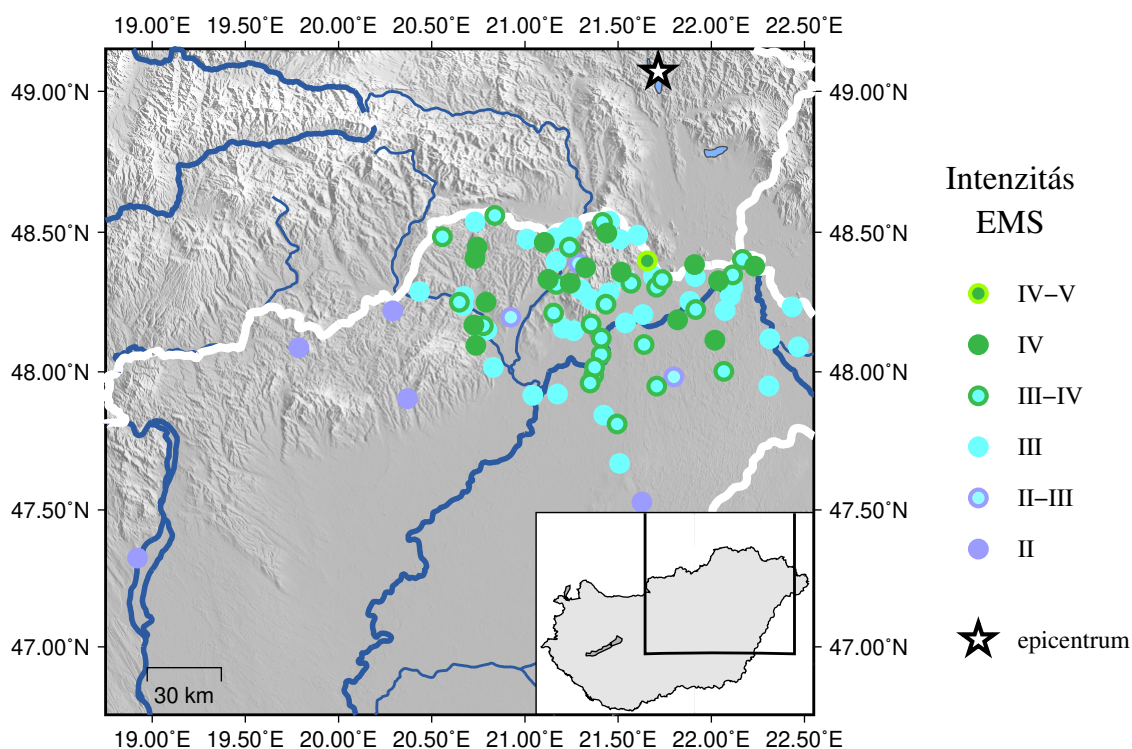 19.00˚E 19.50˚E 20.00˚E 20.50˚E 21.00˚E 21.50˚E 22.00˚E 22.50˚E
49.00˚N 49.00˚N
48.50˚N 48.50˚N
48.00˚N 48.00˚N
47.50˚N 47.50˚N
47.00˚N 47.00˚N
30 km
19.00˚E 19.50˚E 20.00˚E 20.50˚E 21.00˚E 21.50˚E 22.00˚E 22.50˚E
Intenzitás
EMS
IV–V
IV
III–IV
III
II–III
II
epicentrum